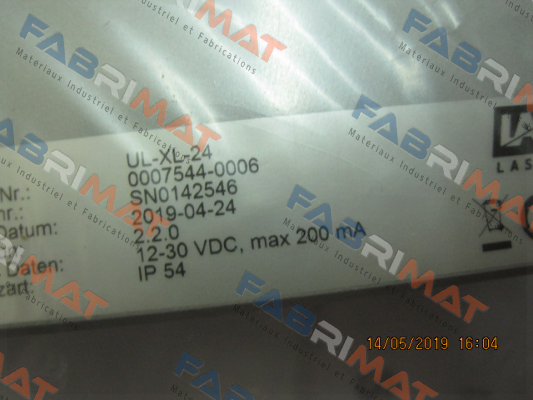 UL-XL-24
Nr.: 0007544-0006
nr.: SN0142546
Datum: 2019-04-24
2.2.0
Daten: 12-30 VDC, max 200 mA
zart: IP 54
LAS
14/05/2019 16:04
FABRIMAT
Materiaux Industriel et Fabrications